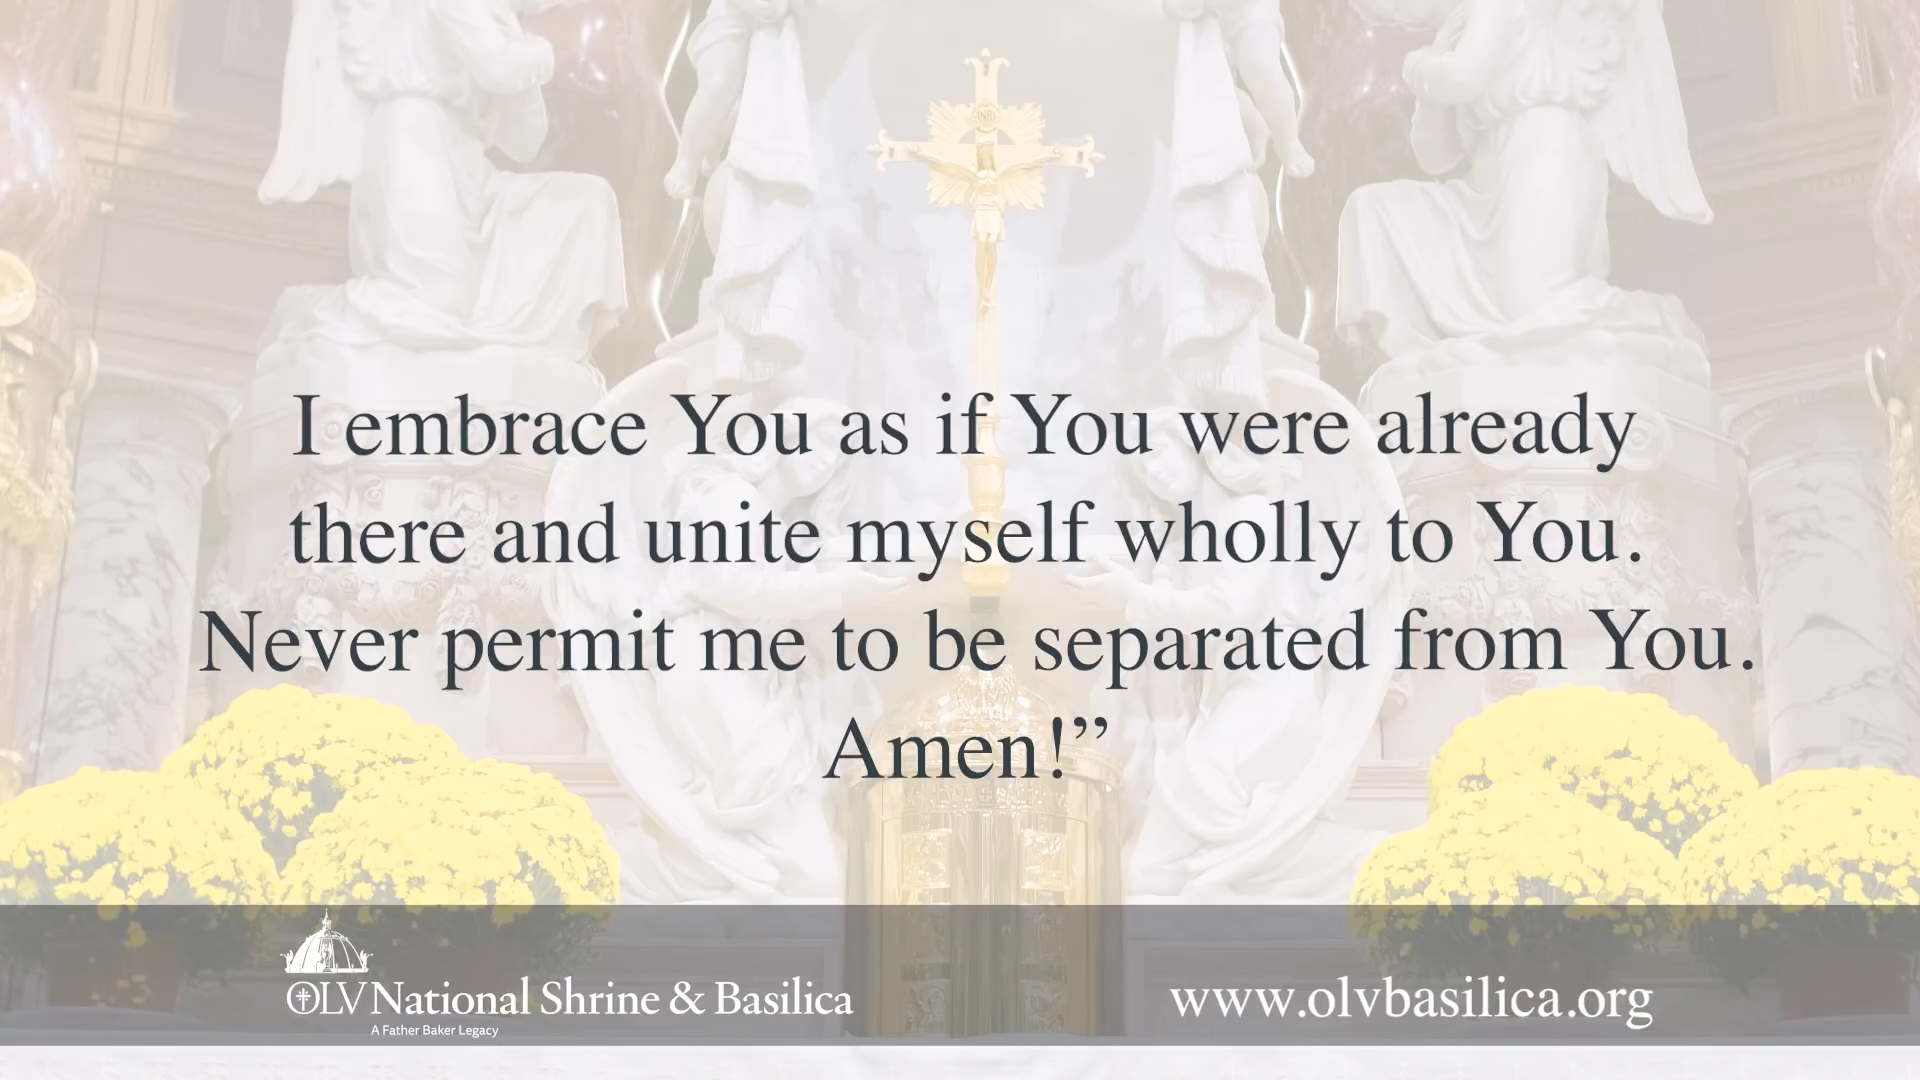 INRI
I embrace You as if You were already
there and unite myself wholly to You.
Never permit me to be separated from You.
Amen!”
OLV National Shrine & Basilica
A Father Baker Legacy
www.olvbasilica.org